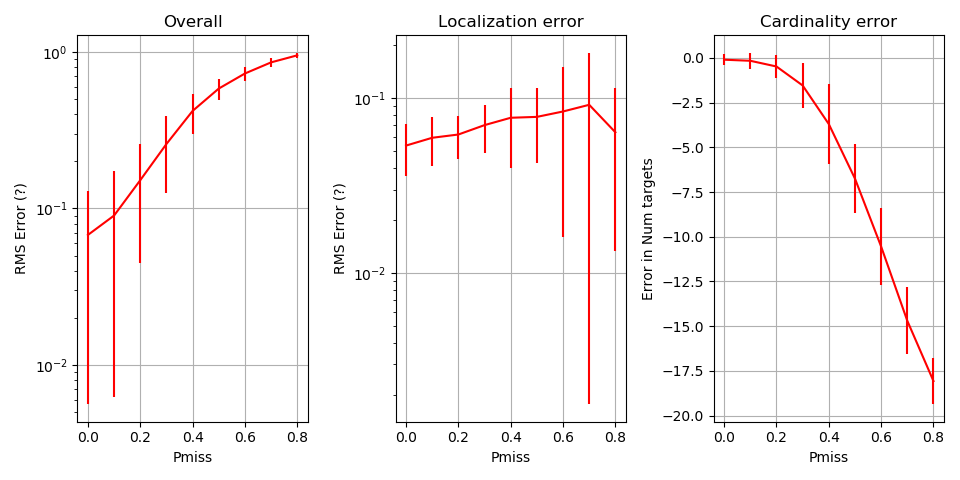 Overall
Localization error
Cardinality error
RMS Error (?)
10⁰
10⁻¹
10⁻²
0.0 0.2 0.4 0.6 0.8
Pmiss
RMS Error (?)
10⁻¹
10⁻²
0.0 0.2 0.4 0.6 0.8
Pmiss
Error in Num targets
0.0
−2.5
−5.0
−7.5
−10.0
−12.5
−15.0
−17.5
−20.0
0.0 0.2 0.4 0.6 0.8
Pmiss